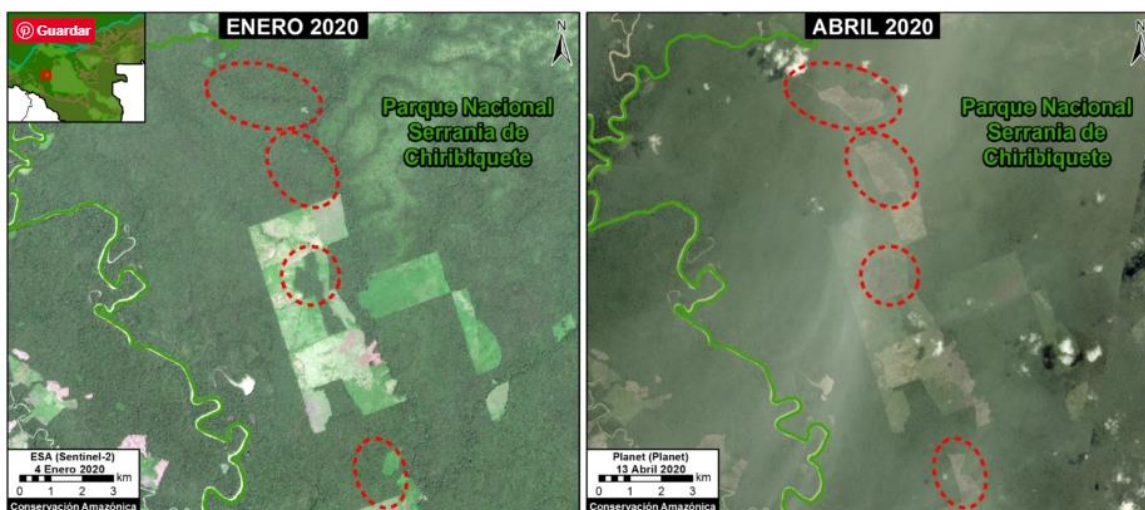 Guardar
ENERO 2020
N
Parque Nacional
Serrania de
Chiribiquete
ESA (Sentinel-2)
4 Enero 2020
km
0 1 2 3
Conservación Amazónica
ABRIL 2020
N
Parque Nacional
Serrania de
Chiribiquete
Planet (Planet)
13 Abril 2020
km
0 1 2 3
Conservación Amazónica